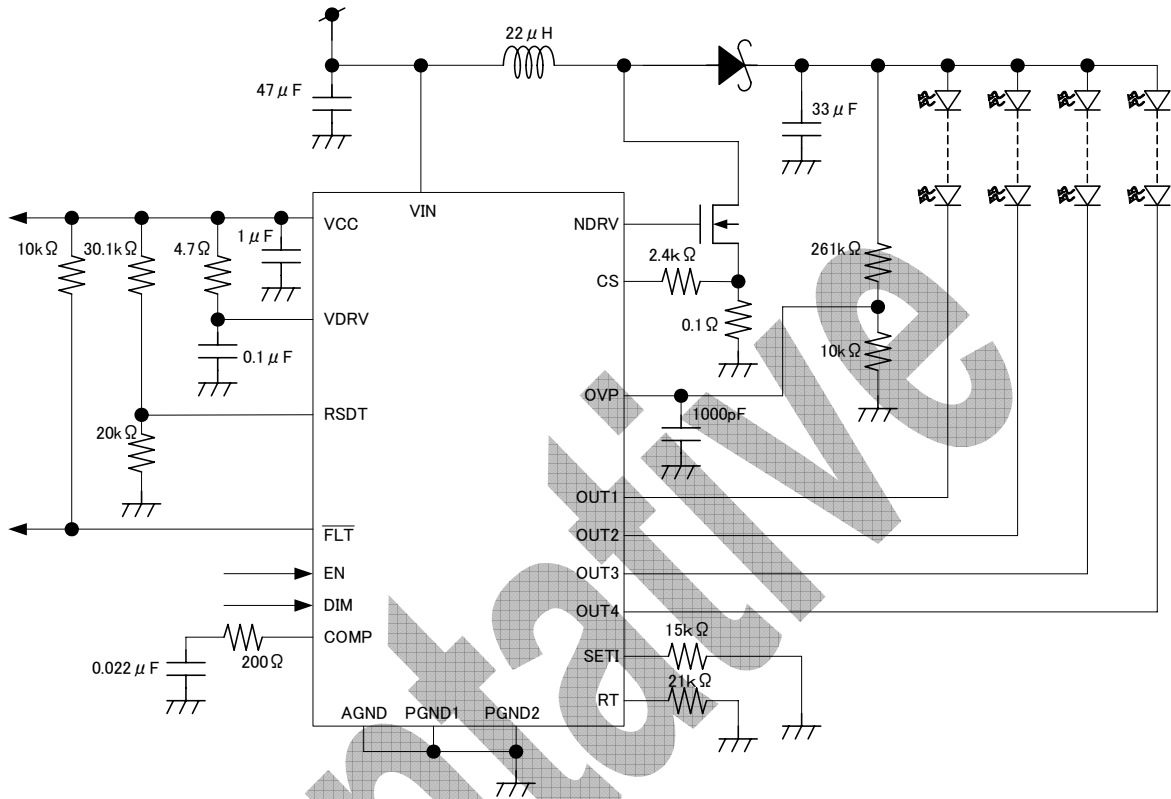 22μH
47μF
33μF
VIN
VCC
NDRV
1μF
10kΩ
30.1kΩ
4.7Ω
2.4kΩ
261kΩ
CS
VDRV
0.1Ω
0.1μF
10kΩ
OVP
1000pF
RSDT
20kΩ
OUT1
FLT
OUT2
EN
OUT3
DIM
OUT4
COMP
15kΩ
200Ω
0.022μF
SETI
21kΩ
RT
AGND
PGND1
PGND2
ntative